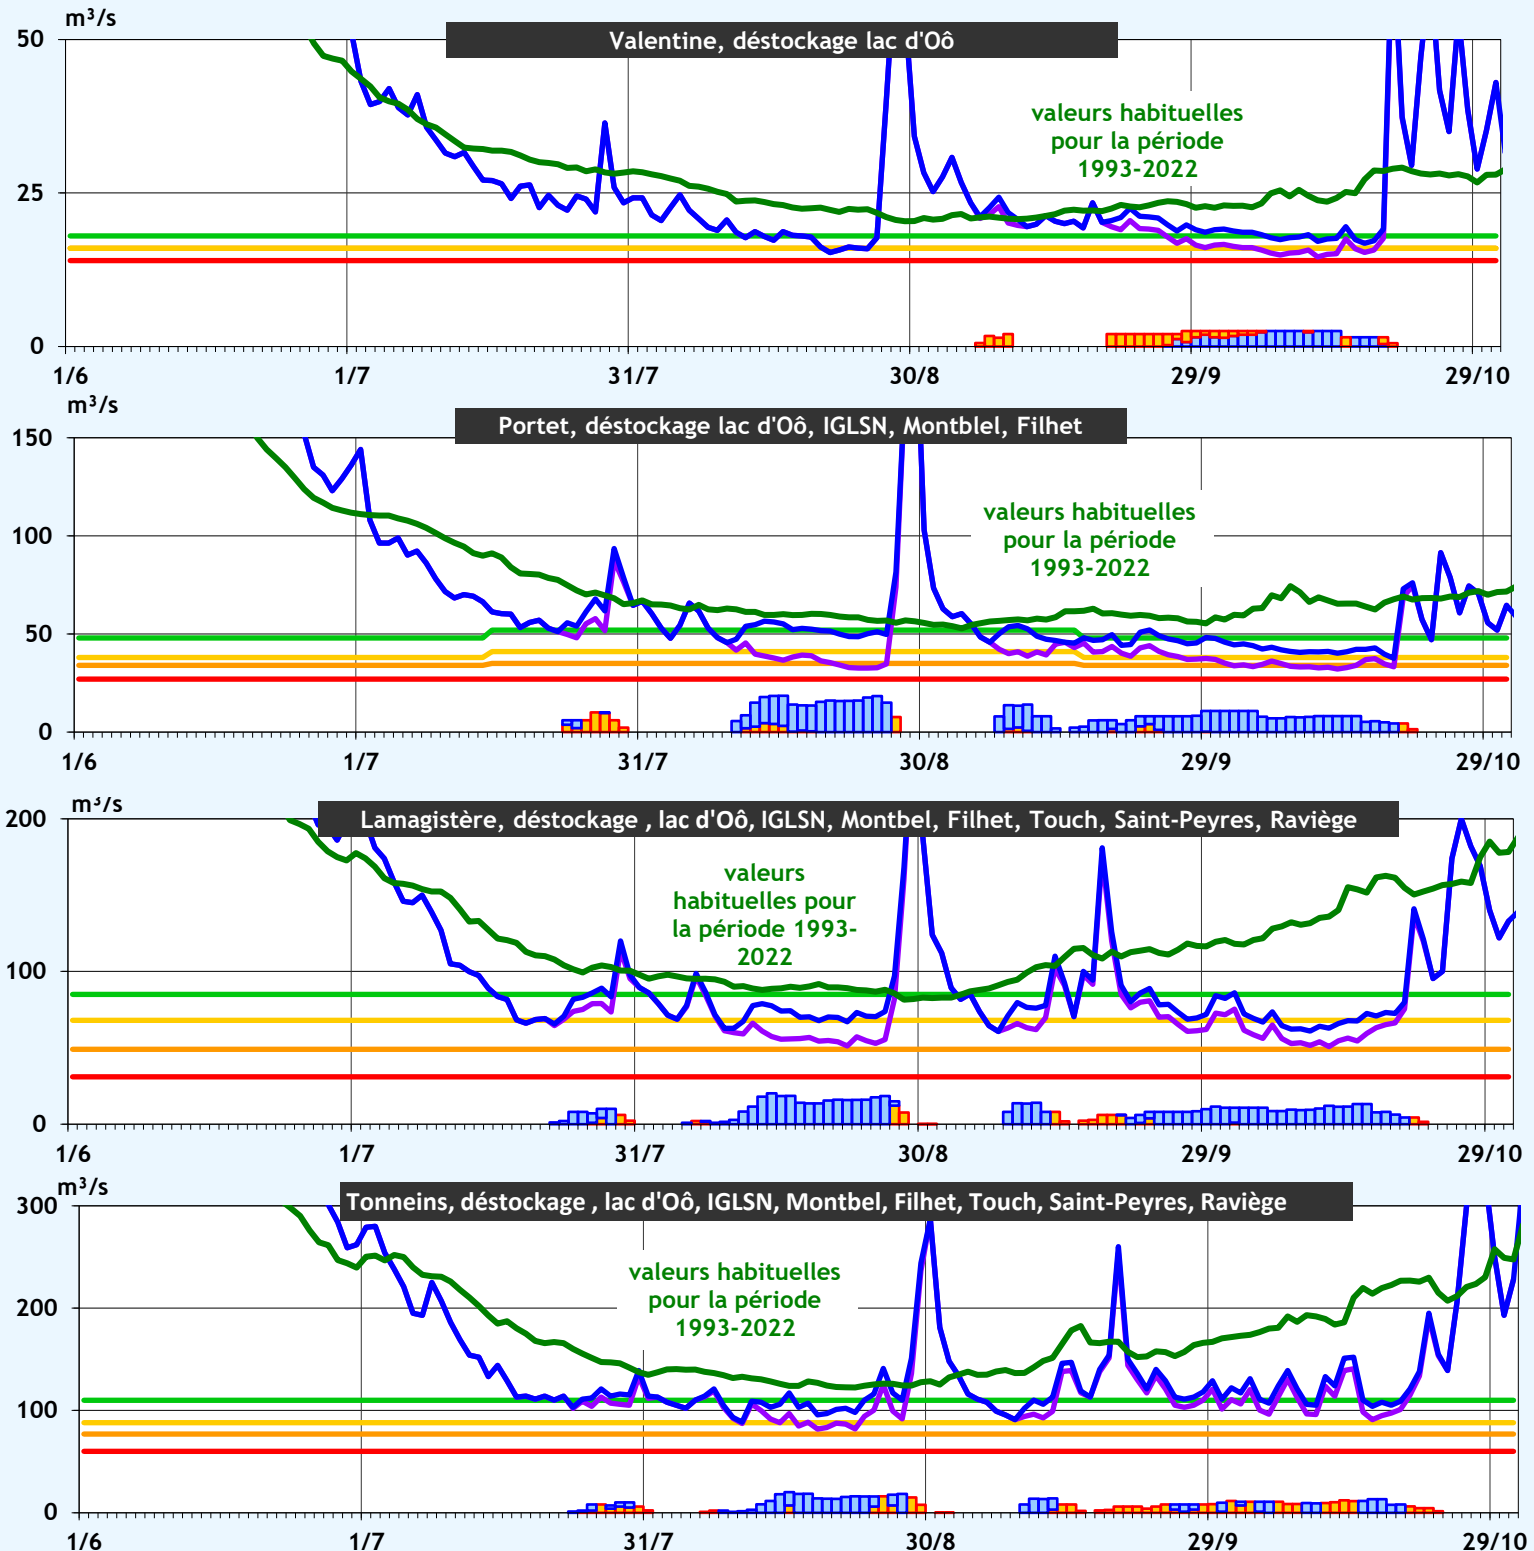 m³/s
Valentine, déstockage lac d'Oô
50
valeurs habituelles
pour la période
1993-2022
25
0
1/6 1/7 31/7 30/8 29/9 29/10
m³/s
Portet, déstockage lac d'Oô, IGLSN, Montblel, Filhet
150
valeurs habituelles
pour la période
1993-2022
100
50
0
1/6 1/7 31/7 30/8 29/9 29/10
m³/s
Lamagistère, déstockage , lac d'Oô, IGLSN, Montbel, Filhet, Touch, Saint-Peyres, Raviège
200
valeurs
habituelles pour
la période 1993-
2022
100
0
1/6 1/7 31/7 30/8 29/9 29/10
m³/s
Tonneins, déstockage , lac d'Oô, IGLSN, Montbel, Filhet, Touch, Saint-Peyres, Raviège
300
valeurs habituelles
pour la période
1993-2022
200
100
0
1/6 1/7 31/7 30/8 29/9 29/10